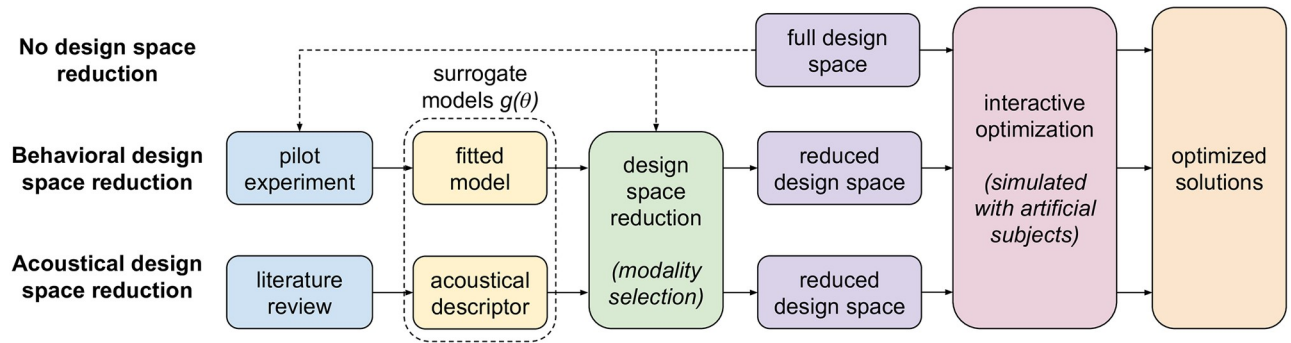 No design space
reduction
full design
space
surrogate
models g(θ)
Behavioral design
space reduction
pilot
experiment
fitted
model
design
space
reduction
(modality
selection)
reduced
design space
interactive
optimization
(simulated
with artificial
subjects)
optimized
solutions
Acoustical design
space reduction
literature
review
acoustical
descriptor
reduced
design space